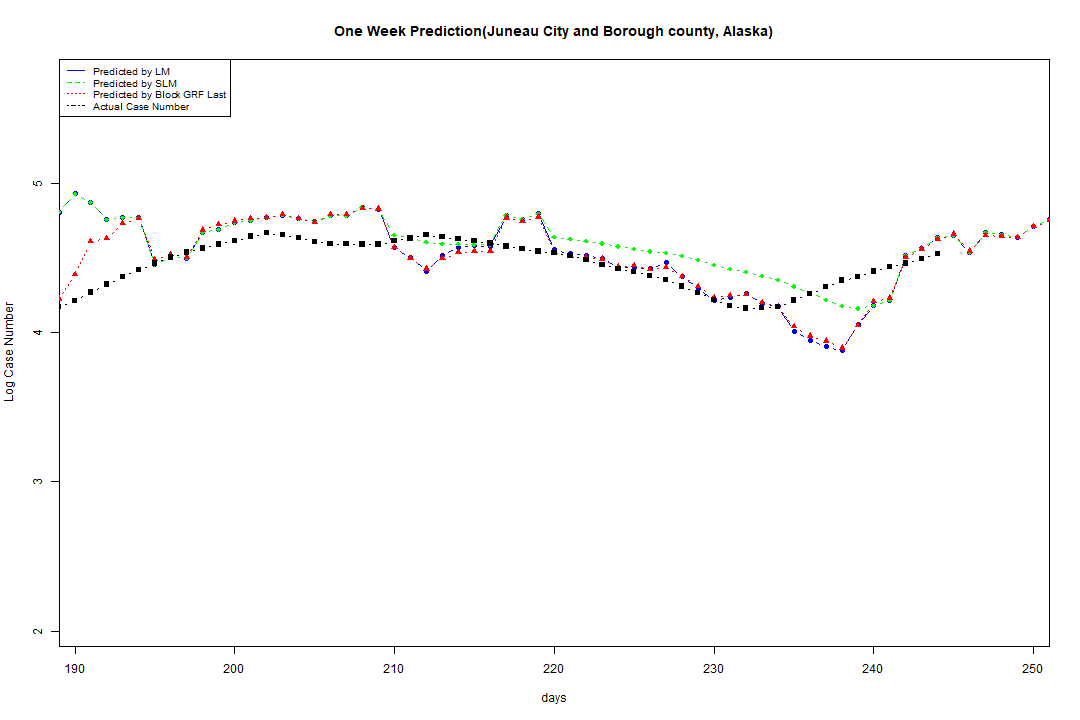 One Week Prediction(Juneau City and Borough county, Alaska)
Predicted by LM
Predicted by SLM
Predicted by Block GRF Last
Actual Case Number
5
4
3
2
Log Case Number
190 200 210 220 230 240 250
days